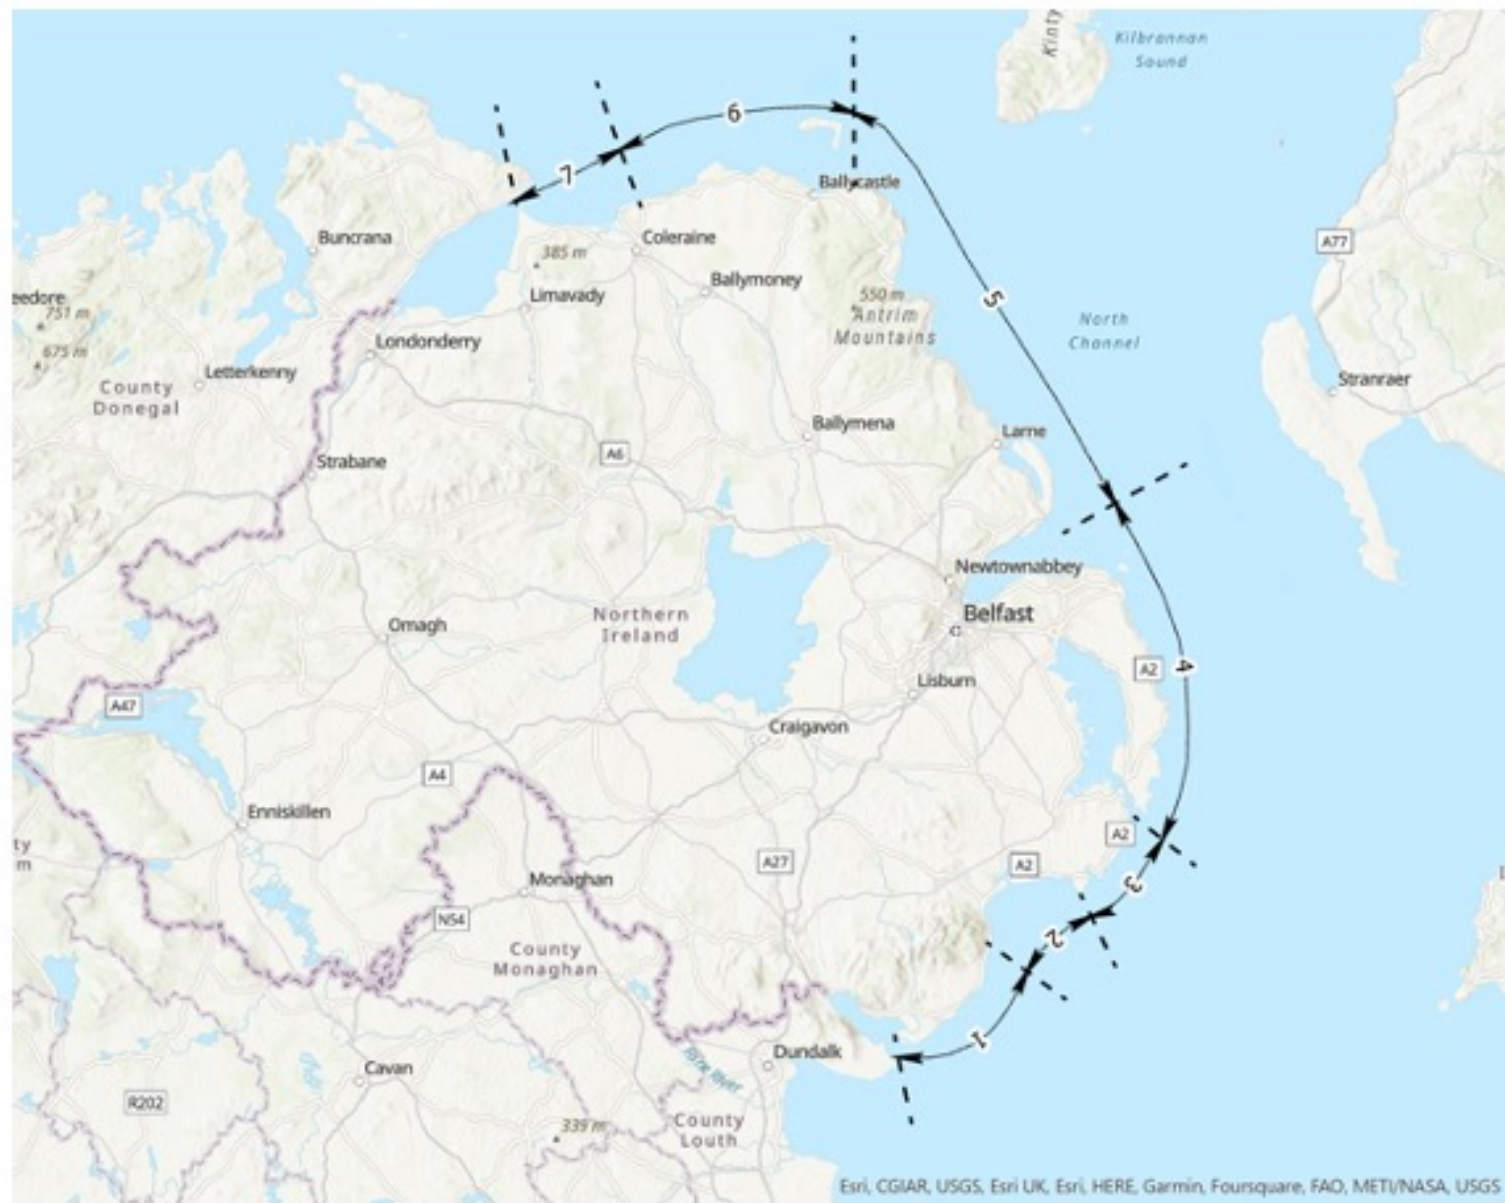 Kinty
Kilbrannan
Sound
6
7
Ballycastle
Buncrana
Coleraine
A77
385 m
Ballymoney
eedore
751 m
Limavady
550 m
Antrim
Mountains
5
North
Channel
675 m
Londonderry
Letterkenny
County
Donegal
Stranraer
Ballymena
Larne
A6
Strabane
Newtownabbey
Belfast
Northern
Ireland
Omagh
A2
4
Lisburn
A47
Craigavon
A4
Enniskillen
A2
ty
m
A27
A2
Monaghan
3
N54
County
Monaghan
2
1
Dundalk
Cavan
River
R202
339 m
County
Louth
Esri, CGIAR, USGS, Esri UK, Esri, HERE, Garmin, Foursquare, FAO, METI/NASA, USGS